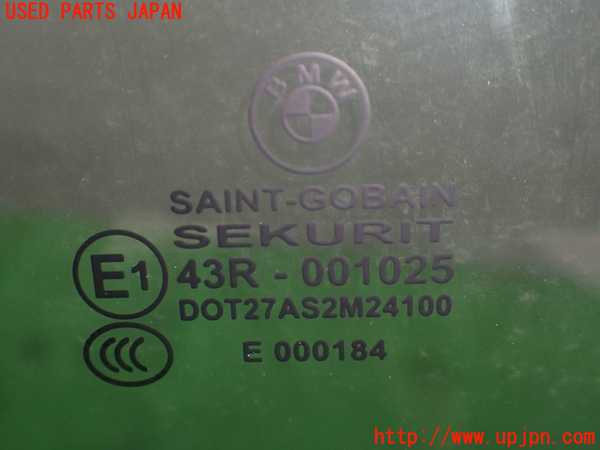 USED PARTS JAPAN
BMW
SAINT-GOBAIN
SEKURIT
E1 43R - 001025
DOT27AS2M24100
CCC E 000184
http://www.upjpn.com/